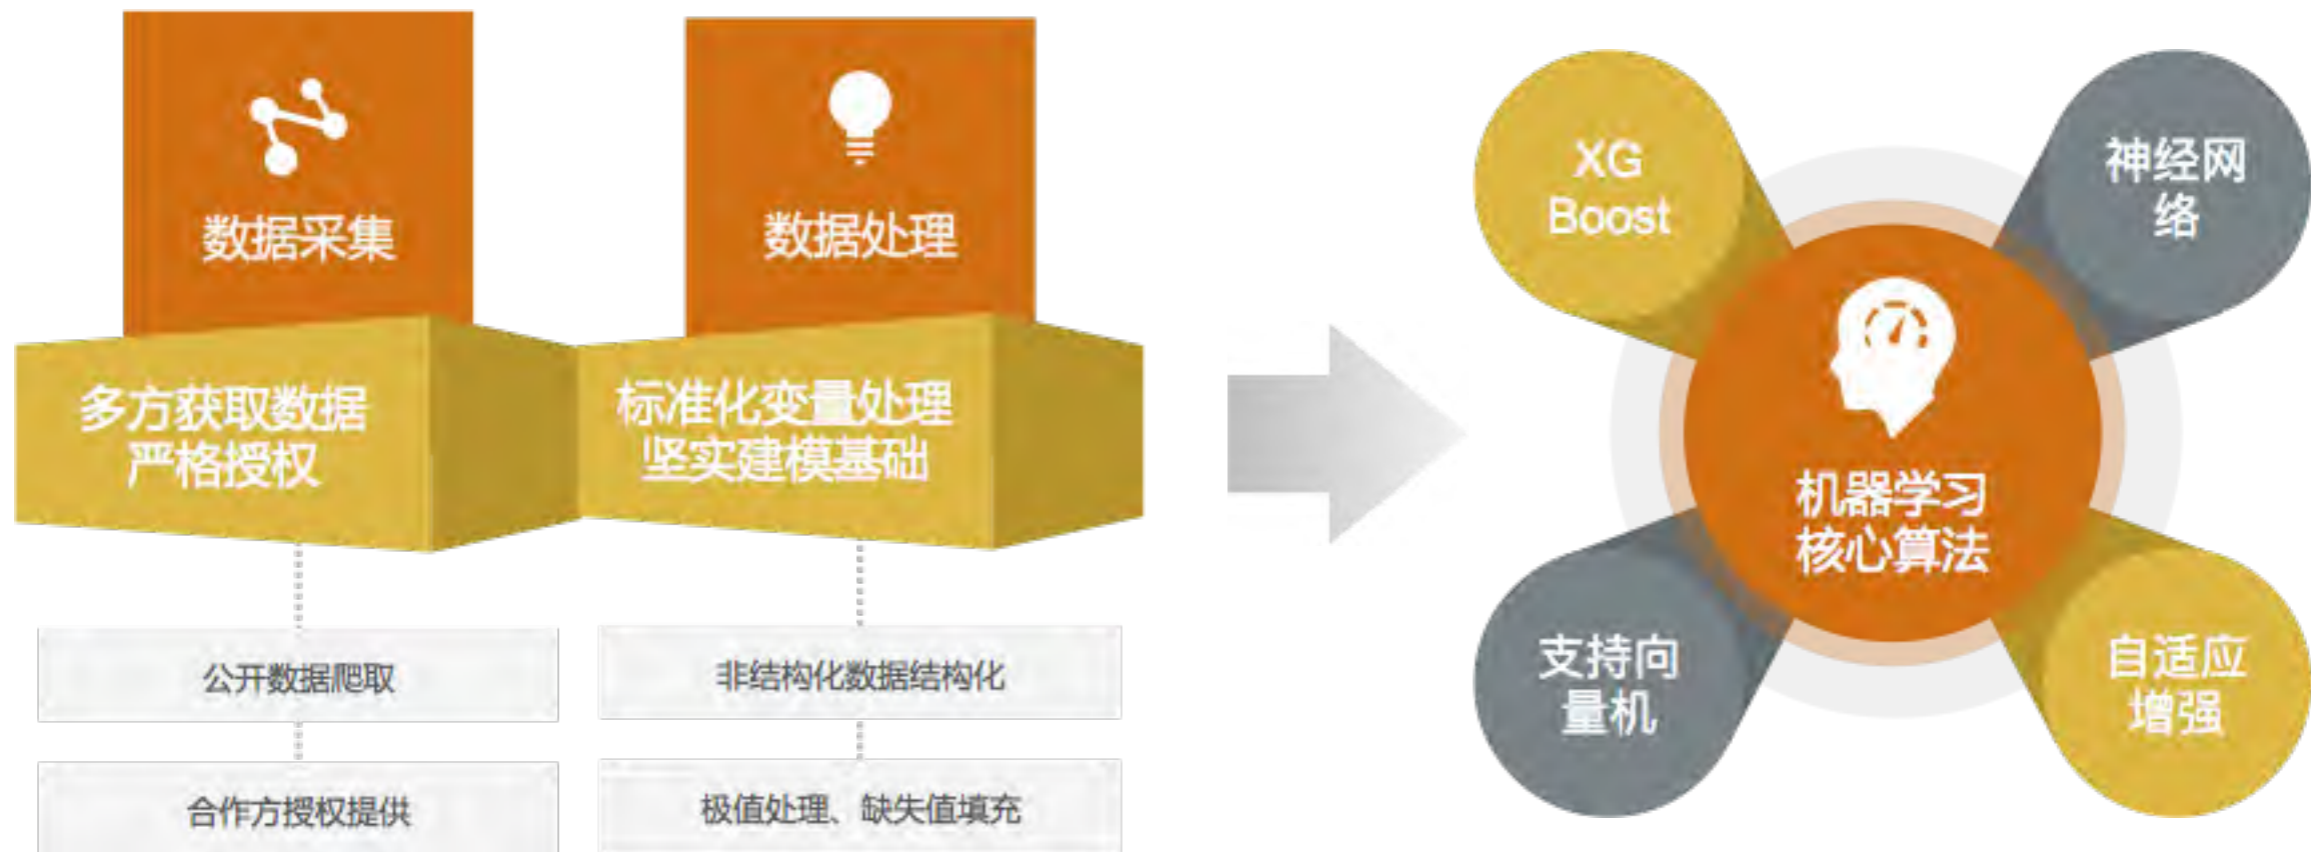 数据采集
多方获取数据
严格授权
公开数据爬取
合作方授权提供
数据处理
标准化变量处理
坚实建模基础
非结构化数据结构化
极值处理、缺失值填充
XG
Boost
神经网
络
机器学习
核心算法
支持向
量机
自适应
增强